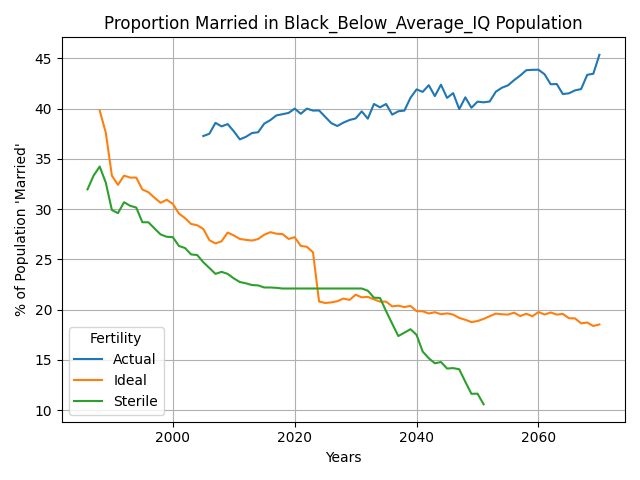 Proportion Married in Black_Below_Average_IQ Population
% of Population 'Married'
45
40
35
30
25
20
15
10
Fertility
Actual
Ideal
Sterile
2000 2020 2040 2060
Years